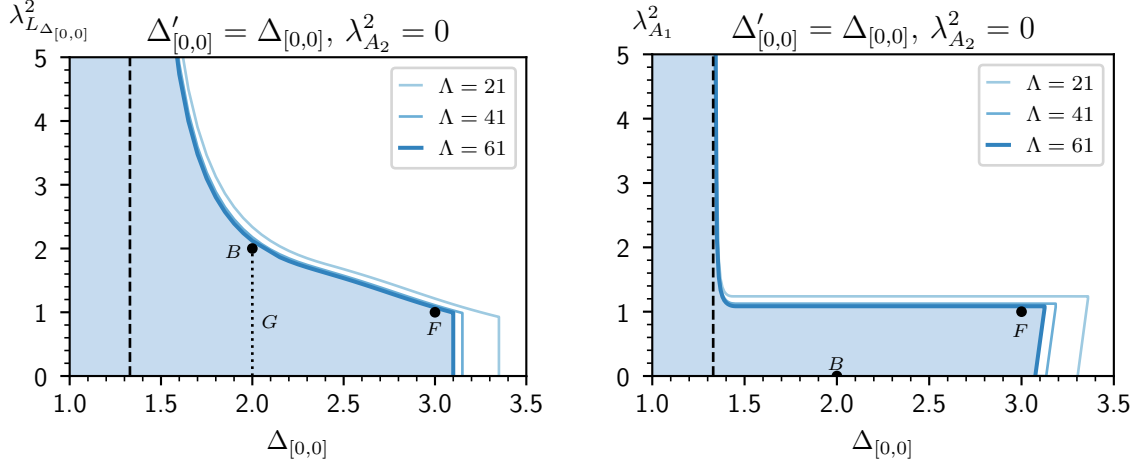 λ²_{L_{Δ[0,0]}}
Δ′_{[0,0]} = Δ_{[0,0]}, λ²_{A₂} = 0
5
4
3
2
1
0
Λ = 21
Λ = 41
Λ = 61
B
G
F
1.0 1.5 2.0 2.5 3.0 3.5
Δ_{[0,0]}
λ²_{A₁}
Δ′_{[0,0]} = Δ_{[0,0]}, λ²_{A₂} = 0
5
4
3
2
1
0
Λ = 21
Λ = 41
Λ = 61
F
B
1.0 1.5 2.0 2.5 3.0 3.5
Δ_{[0,0]}